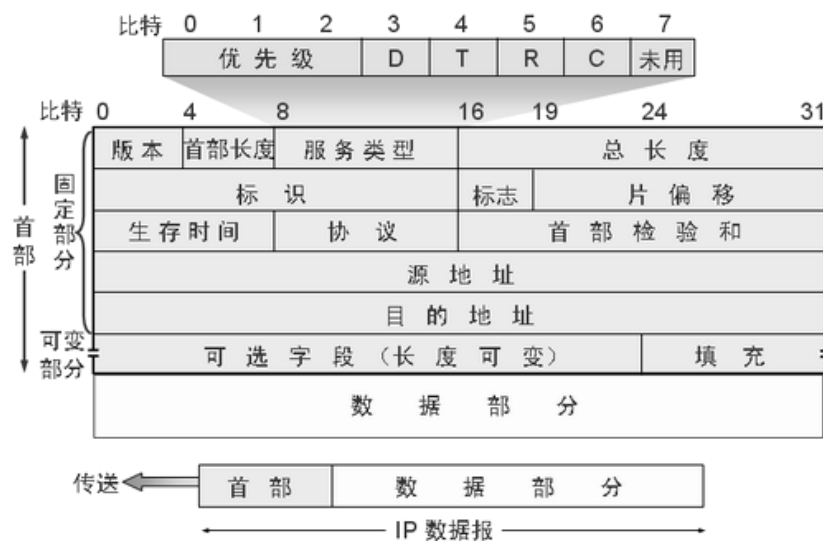 比特 0 1 2 3 4 5 6 7
优先级 D T R C 未用
比特 0 4 8 16 19 24 31
版本 首部长度 服务类型 总长度
标识 标志 片偏移
生存时间 协议 首部检验和
源地址
目的地址
可选字段（长度可变） 填充
数据部分
首部
固定部分
可变部分
传送 首部 数据部分
IP 数据报